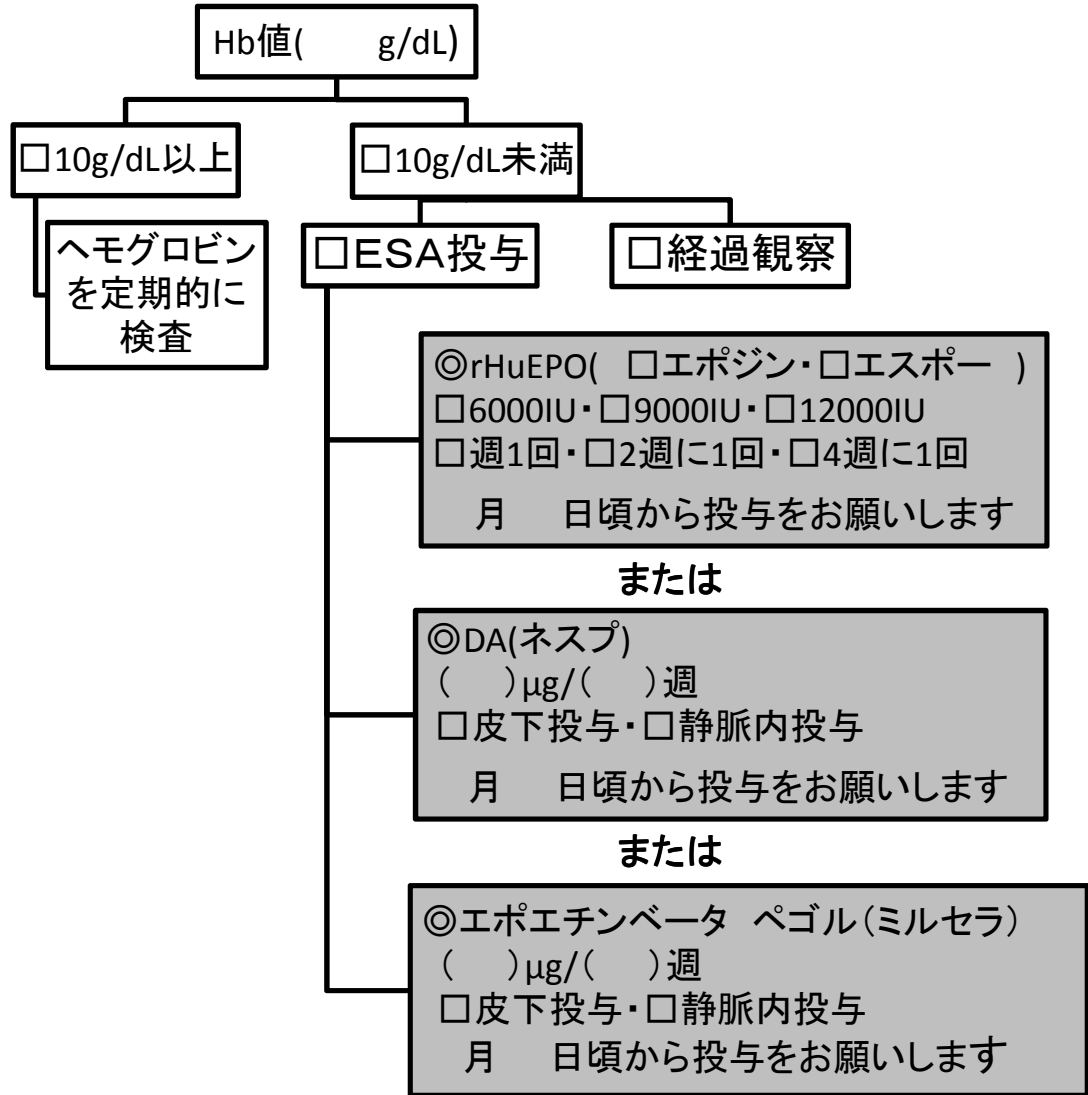 Hb値(　　g/dL)
□10g/dL以上
□10g/dL未満
ヘモグロビン
を定期的に
検査
□ESA投与
□経過観察
◎rHuEPO(　□エポジン・□エスポー　)
□6000IU・□9000IU・□12000IU
□週1回・□2週に1回・□4週に1回
月　日頃から投与をお願いします
または
◎DA(ネスプ)
(　)μg/(　)週
□皮下投与・□静脈内投与
月　日頃から投与をお願いします
または
◎エポエチンベータ　ペゴル(ミルセラ)
(　)μg/(　)週
□皮下投与・□静脈内投与
月　日頃から投与をお願いします